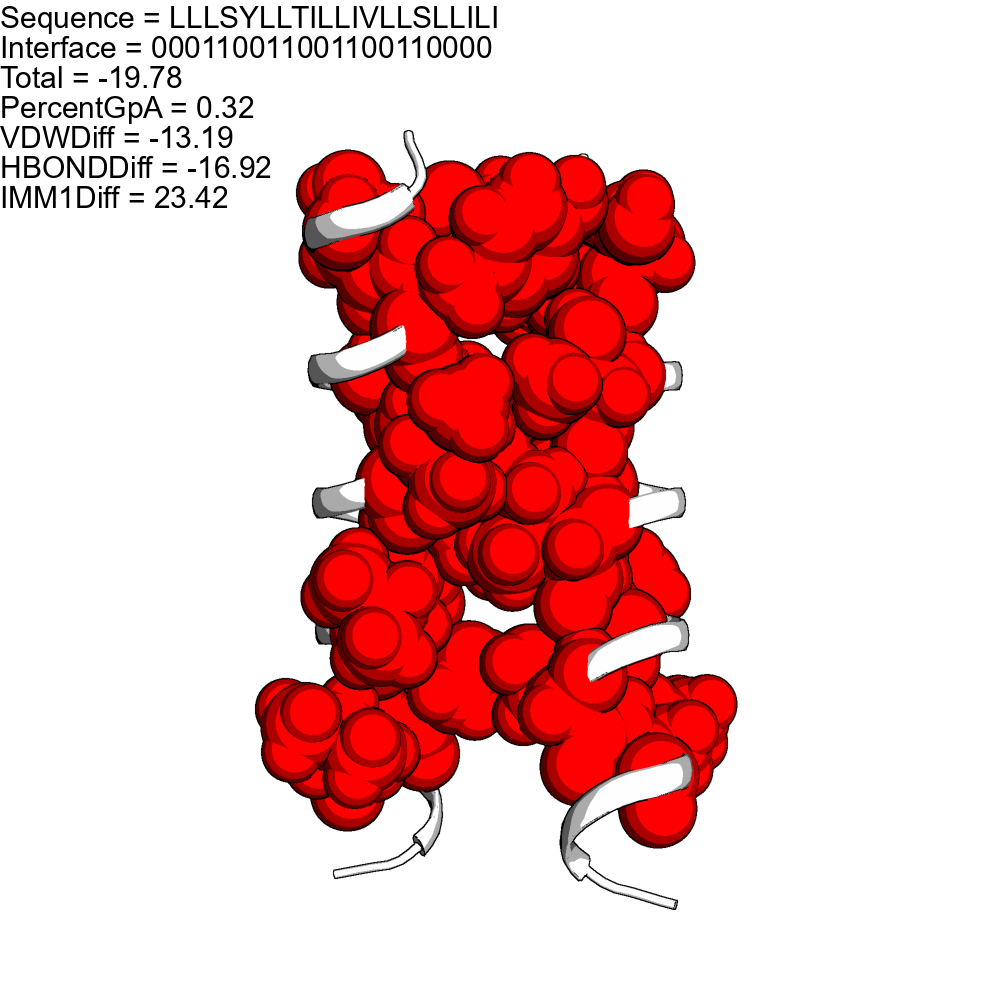 Sequence = LLLSYLLTILLIVLLSLLILI
Interface = 000110011001100110000
Total = -19.78
PercentGpA = 0.32
VDWDiff = -13.19
HBONDDiff = -16.92
IMM1Diff = 23.42